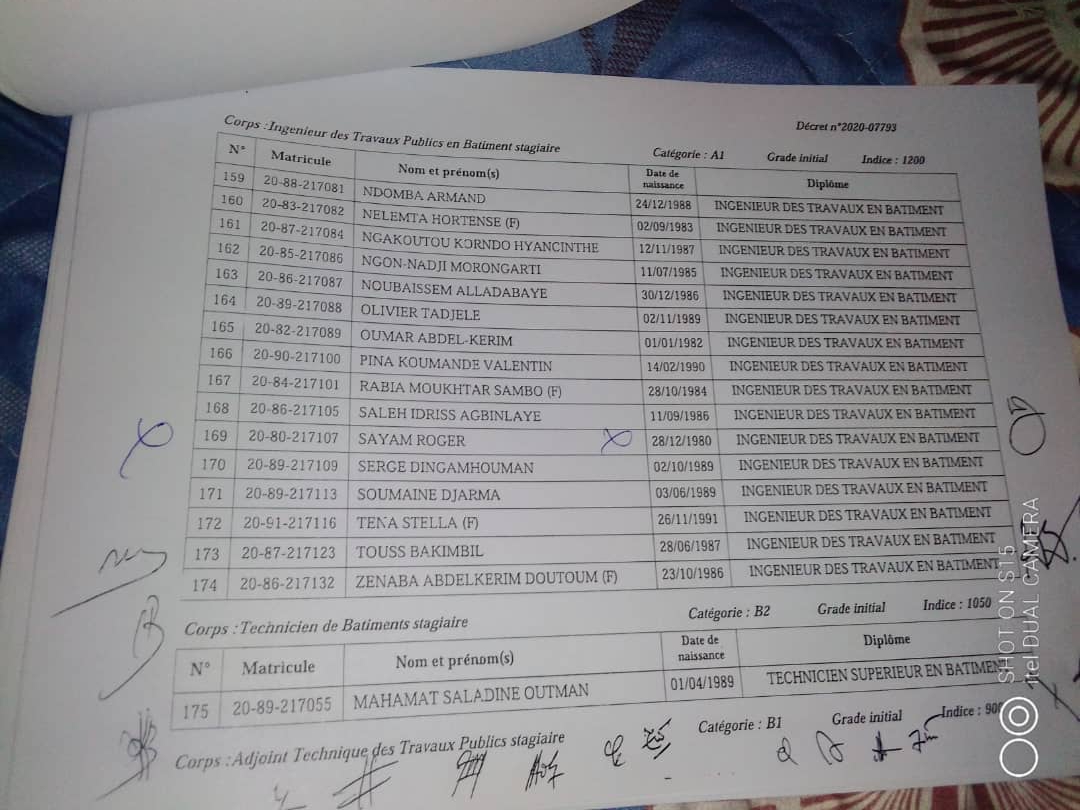 Décret n°2020-07793
Corps : Ingenieur des Travaux Publics en Batiment stagiaire Catégorie : A1 Grade initial Indice : 1200
N° Matricule Nom et prénom(s) Date de naissance Diplôme
159 20-88-217081 NDOMBA ARMAND 24/12/1988 INGENIEUR DES TRAVAUX EN BATIMENT
160 20-83-217082 NELEMTA HORTENSE (F) 02/09/1983 INGENIEUR DES TRAVAUX EN BATIMENT
161 20-87-217084 NGAKOUTOU KORNDO HYANCINTHE 12/11/1987 INGENIEUR DES TRAVAUX EN BATIMENT
162 20-85-217086 NGON-NADJI MORONGARTI 11/07/1985 INGENIEUR DES TRAVAUX EN BATIMENT
163 20-86-217087 NOUBAISSEM ALLADABAYE 30/12/1986 INGENIEUR DES TRAVAUX EN BATIMENT
164 20-89-217088 OLIVIER TADJELE 02/11/1989 INGENIEUR DES TRAVAUX EN BATIMENT
165 20-82-217089 OUMAR ABDEL-KERIM 01/01/1982 INGENIEUR DES TRAVAUX EN BATIMENT
166 20-90-217100 PINA KOUMANDE VALENTIN 14/02/1990 INGENIEUR DES TRAVAUX EN BATIMENT
167 20-84-217101 RABIA MOUKHTAR SAMBO (F) 28/10/1984 INGENIEUR DES TRAVAUX EN BATIMENT
168 20-86-217105 SALEH IDRISS AGBINLAYE 11/09/1986 INGENIEUR DES TRAVAUX EN BATIMENT
169 20-80-217107 SAYAM ROGER 28/12/1980 INGENIEUR DES TRAVAUX EN BATIMENT
170 20-89-217109 SERGE DINGAMHOUMAN 02/10/1989 INGENIEUR DES TRAVAUX EN BATIMENT
171 20-89-217113 SOUMAINE DJARMA 03/06/1989 INGENIEUR DES TRAVAUX EN BATIMENT
172 20-91-217116 TENA STELLA (F) 26/11/1991 INGENIEUR DES TRAVAUX EN BATIMENT
173 20-87-217123 TOUSS BAKIMBIL 28/06/1987 INGENIEUR DES TRAVAUX EN BATIMENT
174 20-86-217132 ZENABA ABDELKERIM DOUTOUM (F) 23/10/1986 INGENIEUR DES TRAVAUX EN BATIMENT
Corps : Technicien de Batiments stagiaire Catégorie : B2 Grade initial Indice : 1050
N° Matricule Nom et prénom(s) Date de naissance Diplôme
175 20-89-217055 MAHAMAT SALADINE OUTMAN 01/04/1989 TECHNICIEN SUPERIEUR EN BATIMENT
Corps : Adjoint Technique des Travaux Publics stagiaire Catégorie : B1 Grade initial Indice : 900
SHOT ON S15
itel DUAL CAMERA